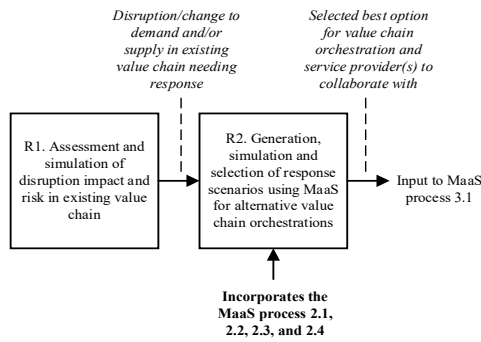 Disruption/change to
demand and/or
supply in existing
value chain needing
response
Selected best option
for value chain
orchestration and
service provider(s) to
collaborate with
R1. Assessment and
simulation of
disruption impact and
risk in existing value
chain
R2. Generation,
simulation and
selection of response
scenarios using MaaS
for alternative value
chain orchestrations
Input to MaaS
process 3.1
Incorporates the
MaaS process 2.1,
2.2, 2.3, and 2.4